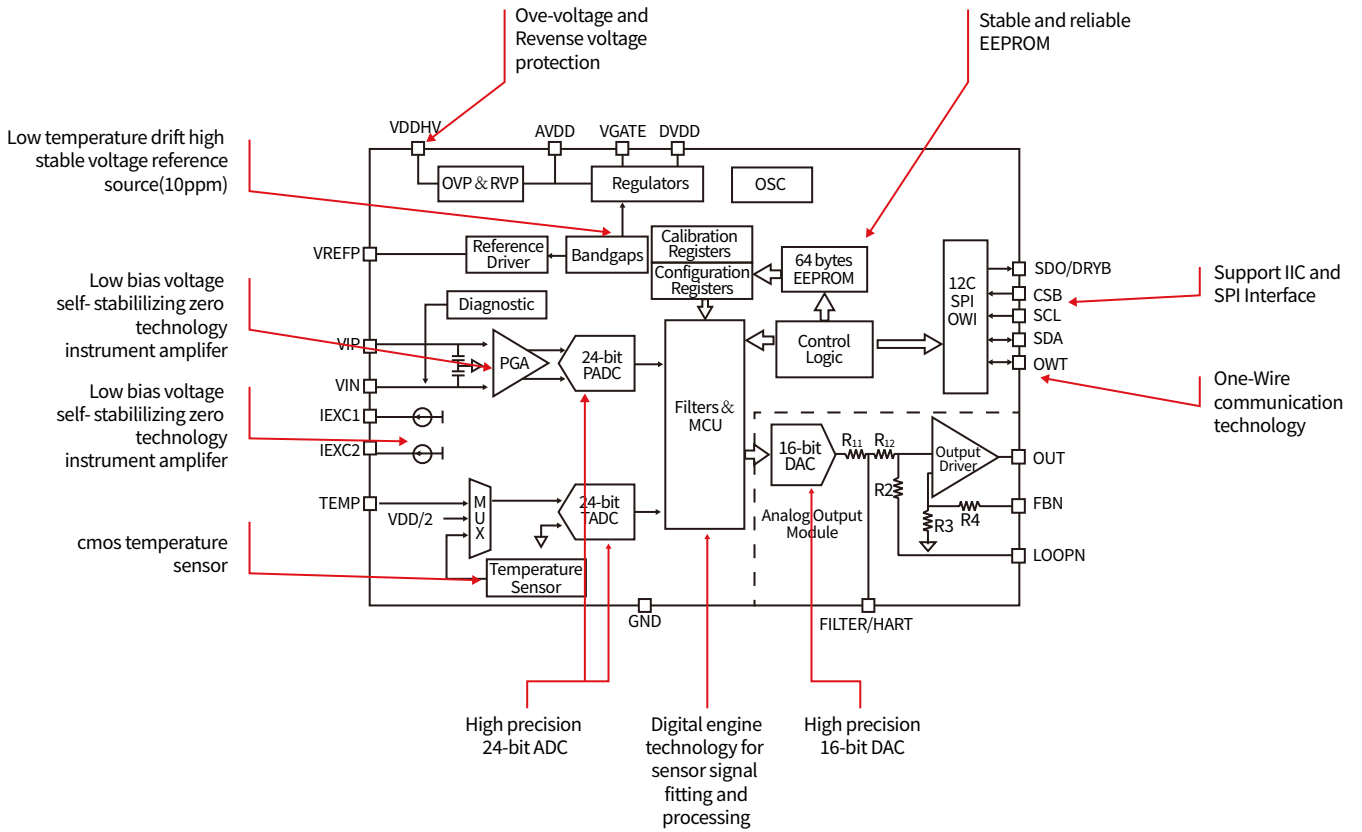 Ove-voltage and
Revense voltage
protection
Stable and reliable
EEPROM
Low temperature drift high
stable voltage reference
source(10ppm)
VDDHV
AVDD
VGATE
DVDD
OVP & RVP
Regulators
OSC
VREFP
Reference
Driver
Bandgaps
Calibration
Registers
Configuration
Registers
64 bytes
EEPROM
12C
SPI
OWI
SDO/DRYB
CSB
SCL
SDA
OWT
Support IIC and
SPI Interface
Low bias voltage
self- stabililizing zero
technology
instrument amplifer
Diagnostic
VIP
VIN
PGA
24-bit
PADC
Control
Logic
Filters &
MCU
One-Wire
communication
technology
Low bias voltage
self- stabililizing zero
technology
instrument amplifer
IEXC1
IEXC2
16-bit
DAC
R11
R12
Output
Driver
OUT
R2
FBN
R3
R4
LOOPN
Analog Output
Module
TEMP
VDD/2
MUX
24-bit
TADC
cmos temperature
sensor
Temperature
Sensor
GND
FILTER/HART
High precision
24-bit ADC
Digital engine
technology for
sensor signal
fitting and
processing
High precision
16-bit DAC